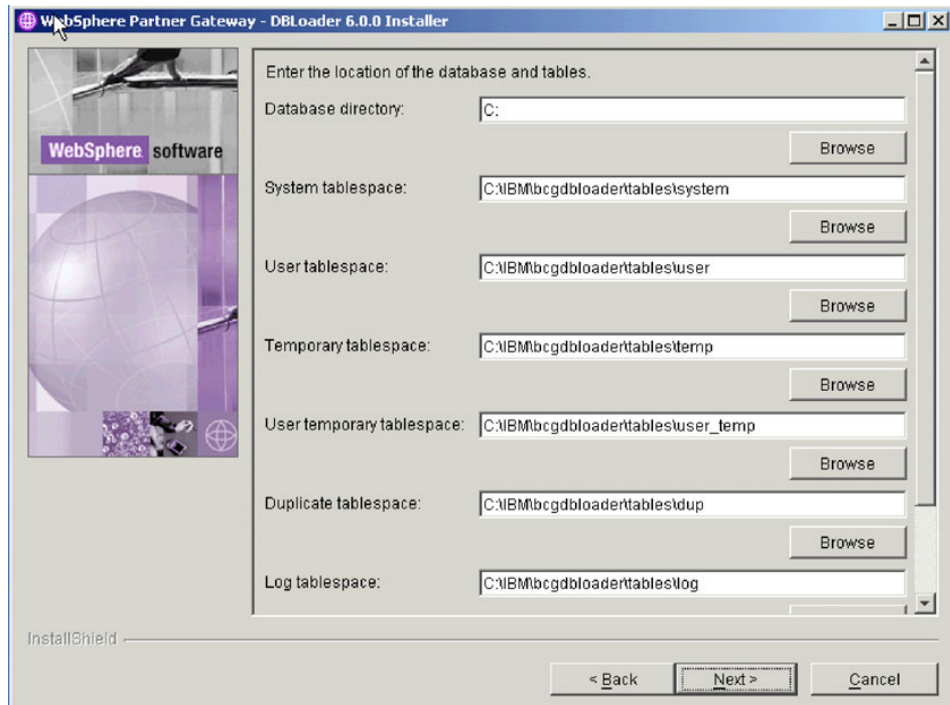 WebSphere Partner Gateway - DBLoader 6.0.0 Installer
WebSphere software
Enter the location of the database and tables.
Database directory: C:
Browse
System tablespace: C:\IBM\bcgdbloader\tables\system
Browse
User tablespace: C:\IBM\bcgdbloader\tables\user
Browse
Temporary tablespace: C:\IBM\bcgdbloader\tables\temp
Browse
User temporary tablespace: C:\IBM\bcgdbloader\tables\user_temp
Browse
Duplicate tablespace: C:\IBM\bcgdbloader\tables\dup
Browse
Log tablespace: C:\IBM\bcgdbloader\tables\log
InstallShield
< Back Next > Cancel